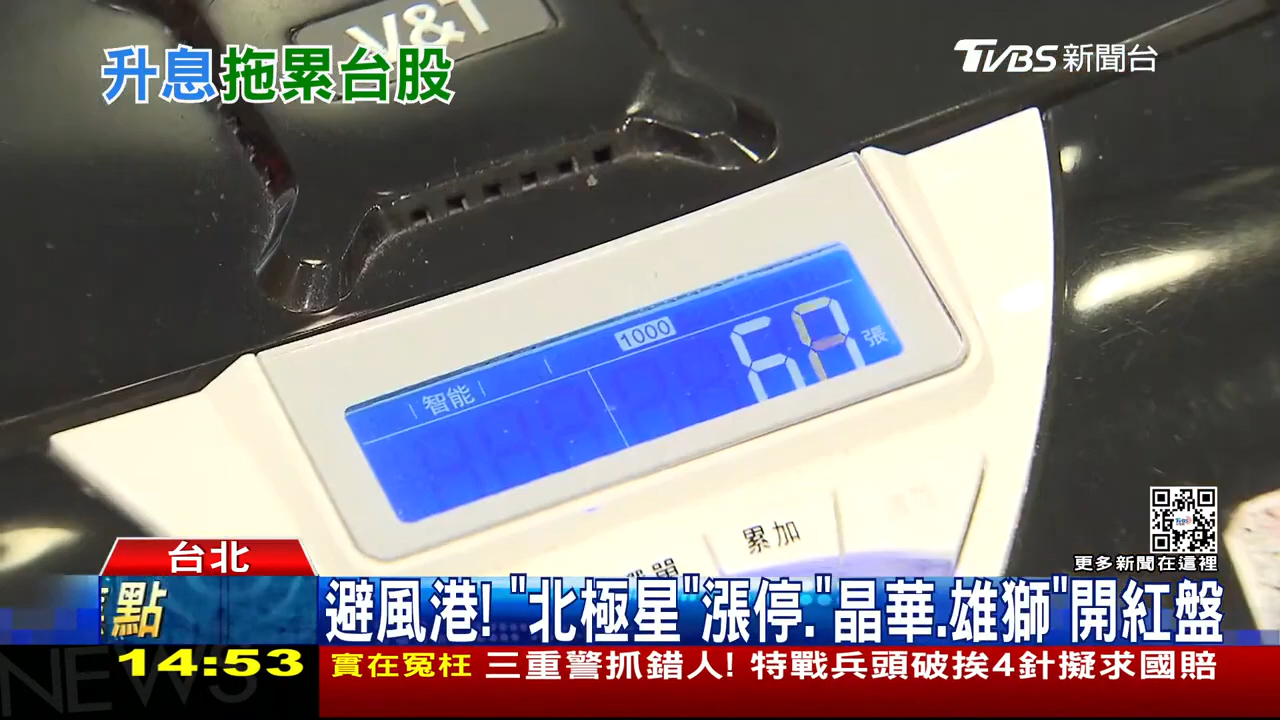 V&T
升息拖累台股
TVBS新聞台
1000
智能
張
累加
更多新聞在這裡
台北
點
避風港! "北極星"漲停."晶華.雄獅"開紅盤
14:53
實在冤枉 三重警抓錯人! 特戰兵頭破挨4針擬求國賠
NEWS